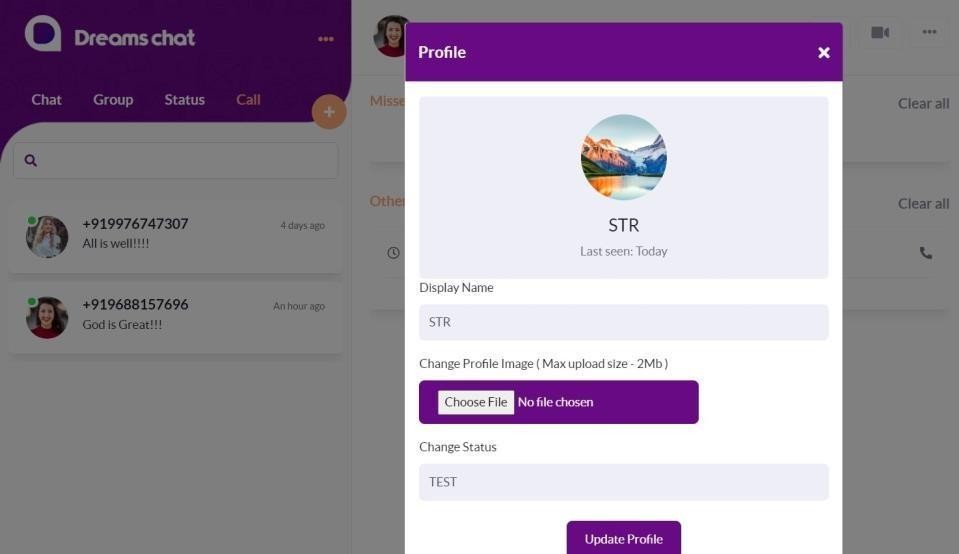 Dreams chat
Chat
Group
Status
Call
+919976747307
4 days ago
All is well!!!!
+919688157696
An hour ago
God is Great!!!
Misse
Clear all
Other
Clear all
Profile
STR
Last seen: Today
Display Name
STR
Change Profile Image ( Max upload size - 2Mb )
Choose File No file chosen
Change Status
TEST
Update Profile